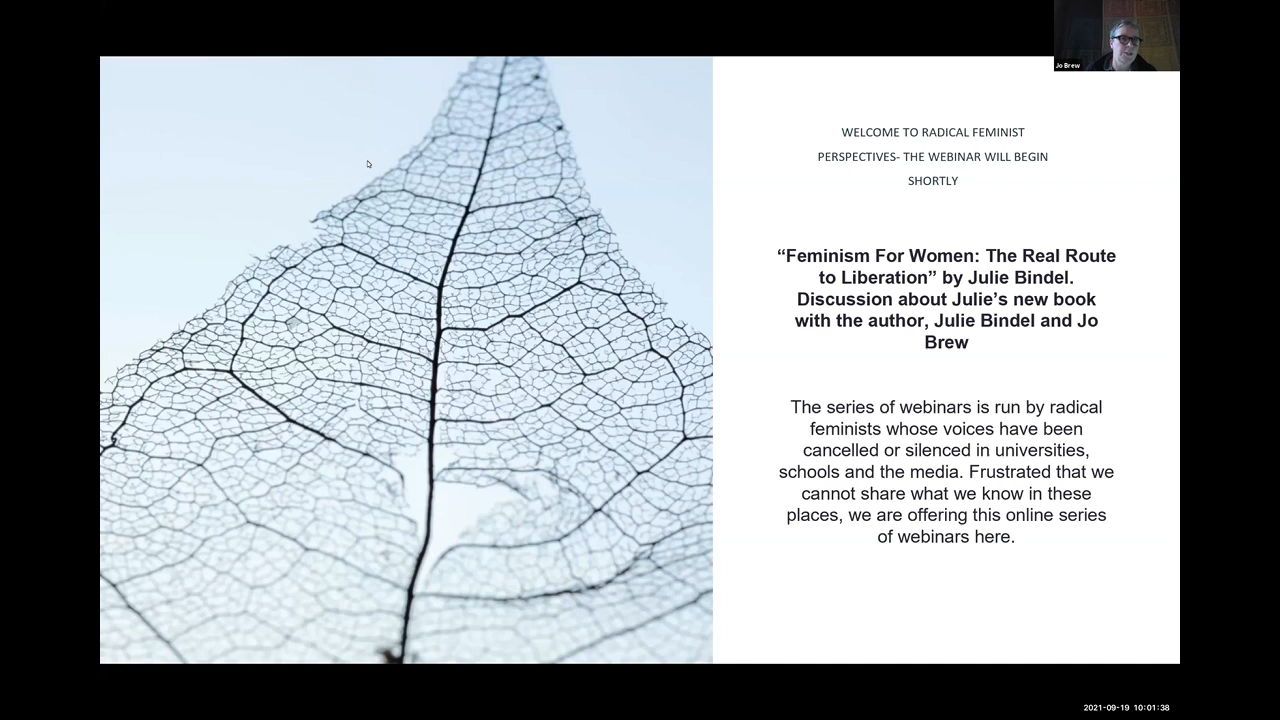 Jo Brew
WELCOME TO RADICAL FEMINIST
PERSPECTIVES- THE WEBINAR WILL BEGIN
SHORTLY
“Feminism For Women: The Real Route
to Liberation” by Julie Bindel.
Discussion about Julie’s new book
with the author, Julie Bindel and Jo
Brew
The series of webinars is run by radical
feminists whose voices have been
cancelled or silenced in universities,
schools and the media. Frustrated that we
cannot share what we know in these
places, we are offering this online series
of webinars here.
2021-09-19 10:01:38